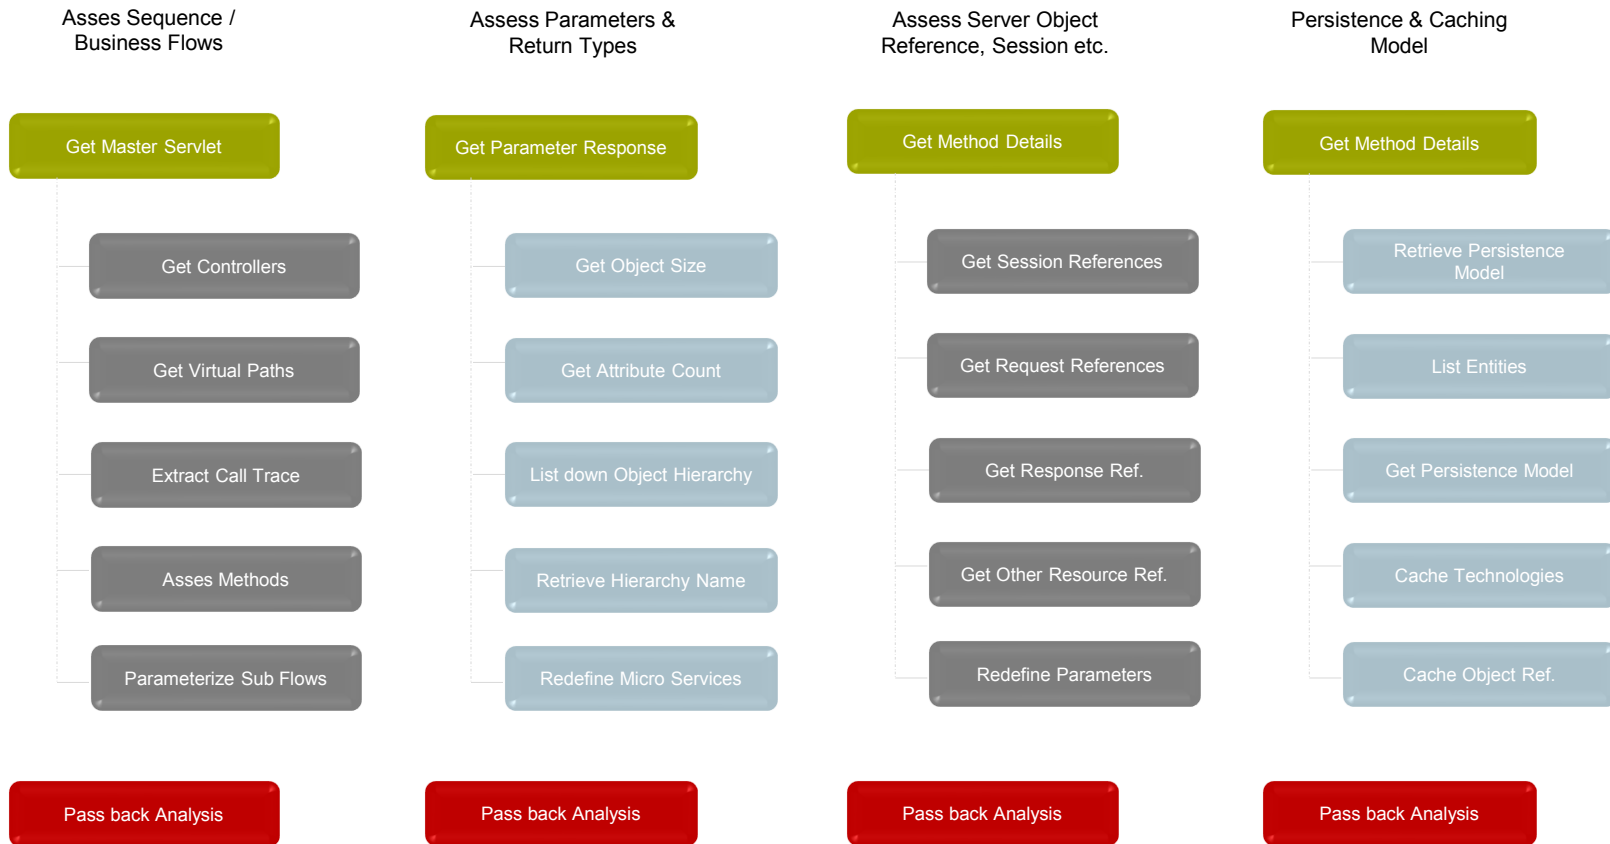 Asses Sequence /
Business Flows
Get Master Servlet
Get Controllers
Get Virtual Paths
Extract Call Trace
Asses Methods
Parameterize Sub Flows
Pass back Analysis
Assess Parameters &
Return Types
Get Parameter Response
Get Object Size
Get Attribute Count
List down Object Hierarchy
Retrieve Hierarchy Name
Redefine Micro Services
Pass back Analysis
Assess Server Object
Reference, Session etc.
Get Method Details
Get Session References
Get Request References
Get Response Ref.
Get Other Resource Ref.
Redefine Parameters
Pass back Analysis
Persistence & Caching
Model
Get Method Details
Retrieve Persistence
Model
List Entities
Get Persistence Model
Cache Technologies
Cache Object Ref.
Pass back Analysis